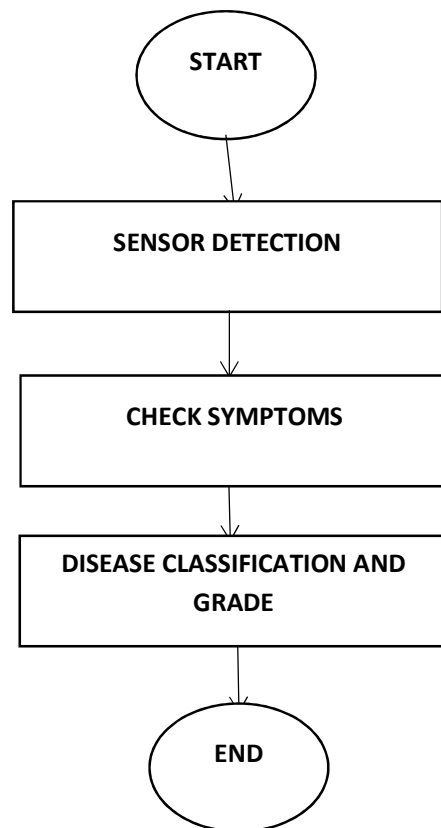 START
SENSOR DETECTION
CHECK SYMPTOMS
DISEASE CLASSIFICATION AND
GRADE
END